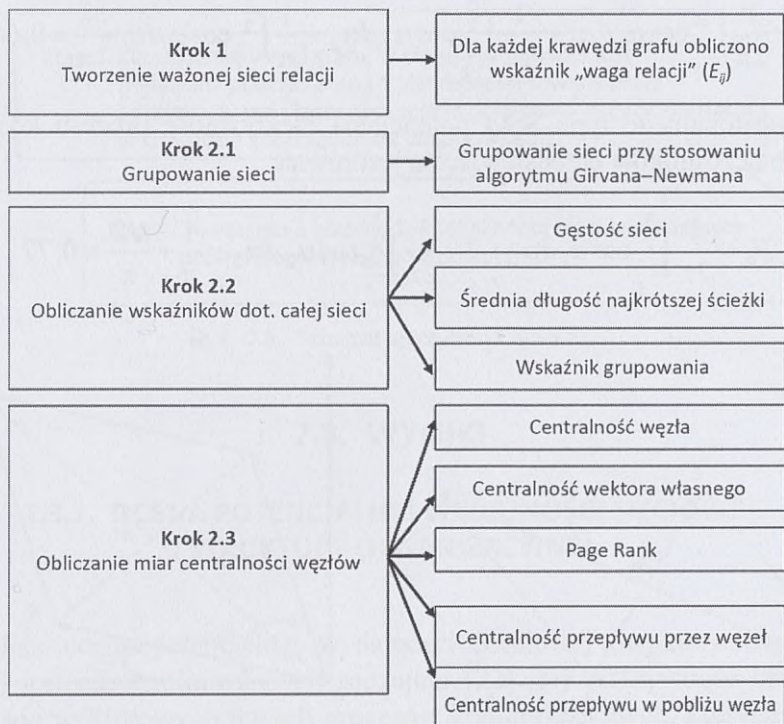 Krok 1
Tworzenie ważonej sieci relacji
Dla każdej krawędzi grafu obliczono
wskaźnik „waga relacji” (Eij)
Krok 2.1
Grupowanie sieci
Grupowanie sieci przy stosowaniu
algorytmu Girvana–Newmana
Krok 2.2
Obliczanie wskaźników dot. całej sieci
Gęstość sieci
Średnia długość najkrótszej ścieżki
Wskaźnik grupowania
Krok 2.3
Obliczanie miar centralności węzłów
Centralność węzła
Centralność wektora własnego
Page Rank
Centralność przepływu przez węzeł
Centralność przepływu w pobliżu węzła